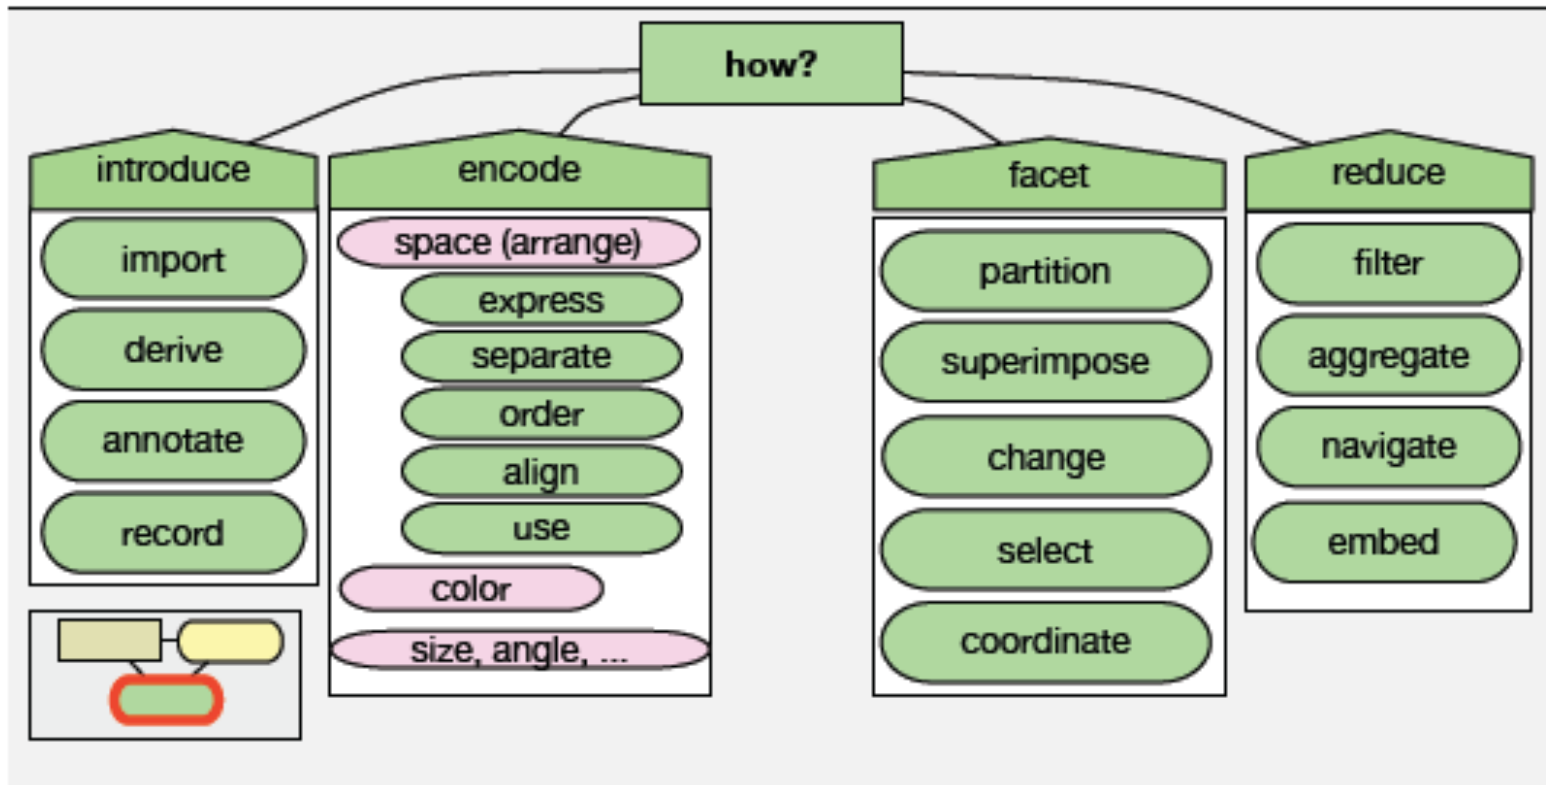 how?
introduce
import
derive
annotate
record
encode
space (arrange)
express
separate
order
align
use
color
size, angle, ...
facet
partition
superimpose
change
select
coordinate
reduce
filter
aggregate
navigate
embed